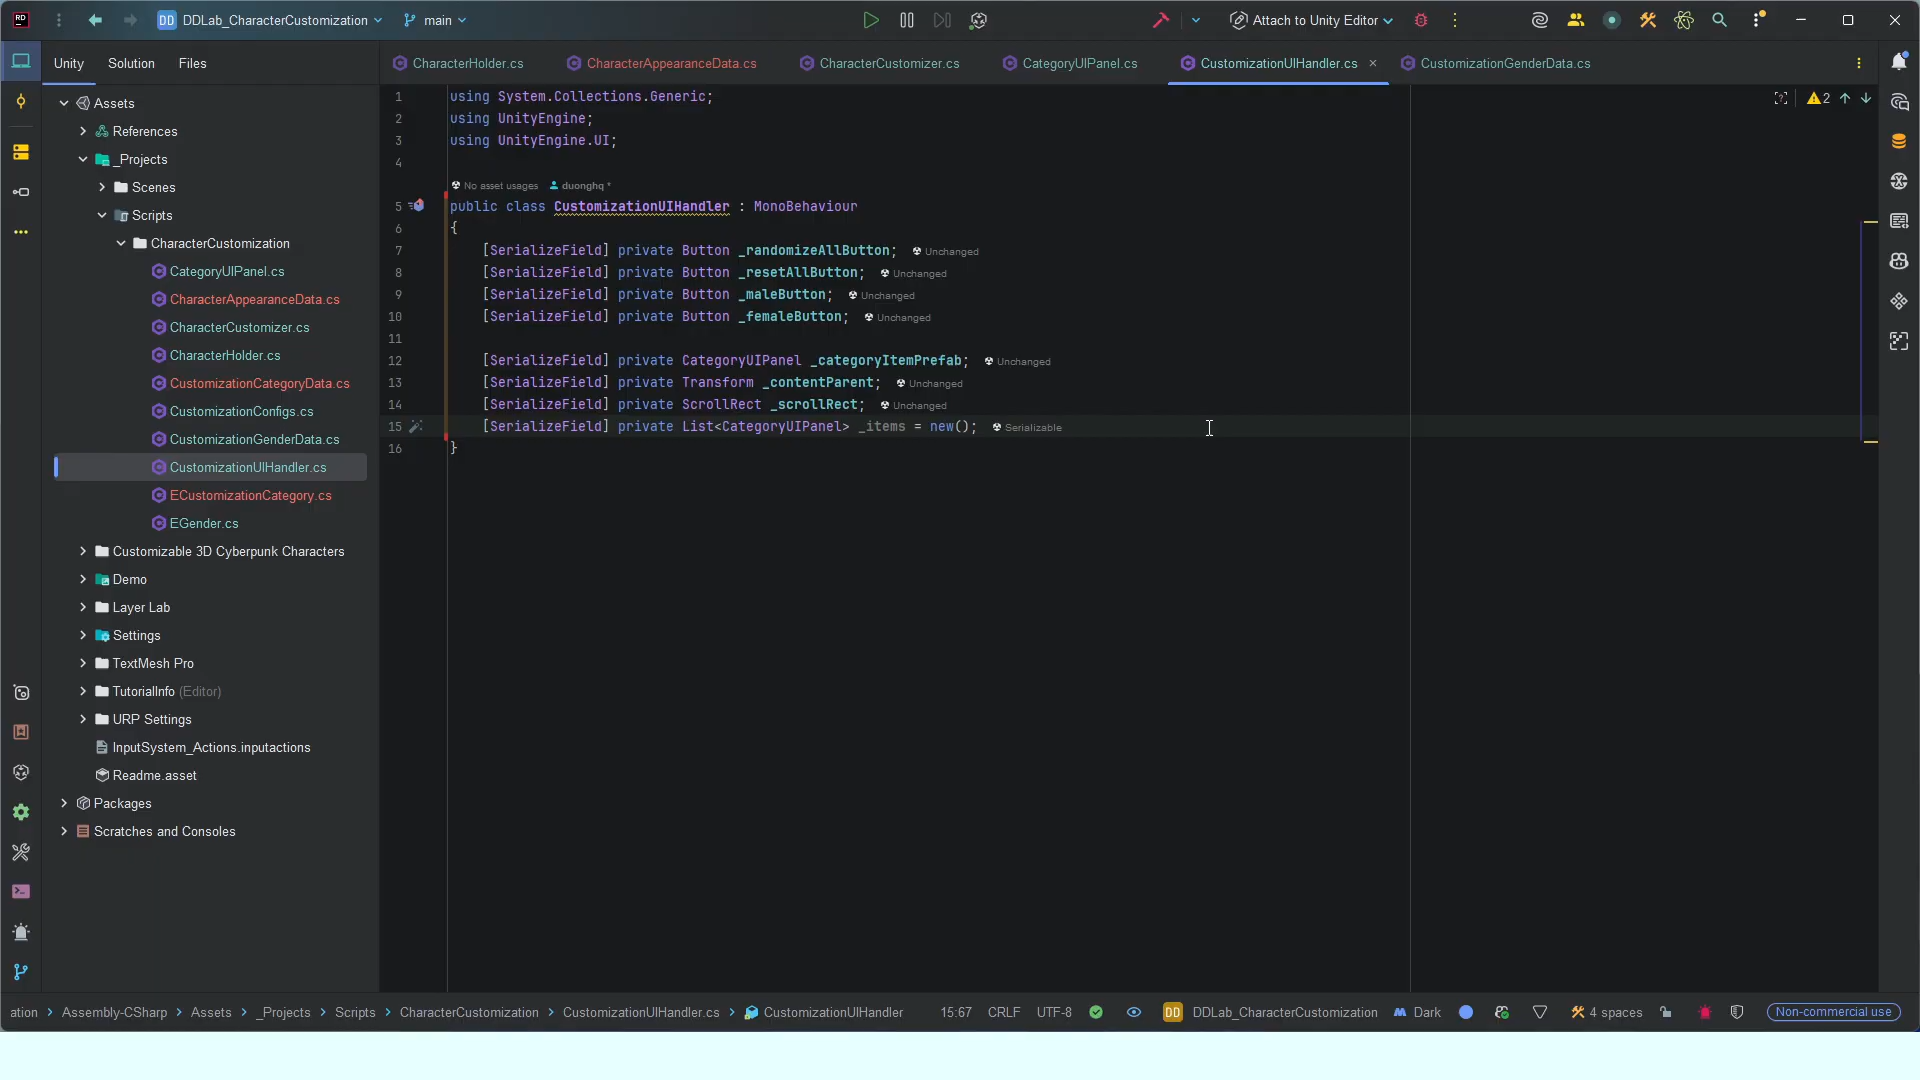 RD
DD DDLab_CharacterCustomization
main
Attach to Unity Editor
Unity
Solution
Files
CharacterHolder.cs
CharacterAppearanceData.cs
CharacterCustomizer.cs
CategoryUIPanel.cs
CustomizationUIHandler.cs
CustomizationGenderData.cs
Assets
References
_Projects
Scenes
Scripts
CharacterCustomization
CategoryUIPanel.cs
CharacterAppearanceData.cs
CharacterCustomizer.cs
CharacterHolder.cs
CustomizationCategoryData.cs
CustomizationConfigs.cs
CustomizationGenderData.cs
CustomizationUIHandler.cs
ECustomizationCategory.cs
EGender.cs
Customizable 3D Cyberpunk Characters
Demo
Layer Lab
Settings
TextMesh Pro
TutorialInfo (Editor)
URP Settings
InputSystem_Actions.inputactions
Readme.asset
Packages
Scratches and Consoles
2
1 using System.Collections.Generic;
2 using UnityEngine;
3 using UnityEngine.UI;
4
No asset usages duonghq *
5 public class CustomizationUIHandler : MonoBehaviour
6 {
7 [SerializeField] private Button _randomizeAllButton; Unchanged
8 [SerializeField] private Button _resetAllButton; Unchanged
9 [SerializeField] private Button _maleButton; Unchanged
10 [SerializeField] private Button _femaleButton; Unchanged
11
12 [SerializeField] private CategoryUIPanel _categoryItemPrefab; Unchanged
13 [SerializeField] private Transform _contentParent; Unchanged
14 [SerializeField] private ScrollRect _scrollRect; Unchanged
15 [SerializeField] private List<CategoryUIPanel> _items = new(); Serializable
16 }
ation > Assembly-CSharp > Assets > _Projects > Scripts > CharacterCustomization > CustomizationUIHandler.cs > CustomizationUIHandler
15:67 CRLF UTF-8 DD DDLab_CharacterCustomization Dark 4 spaces Non-commercial use